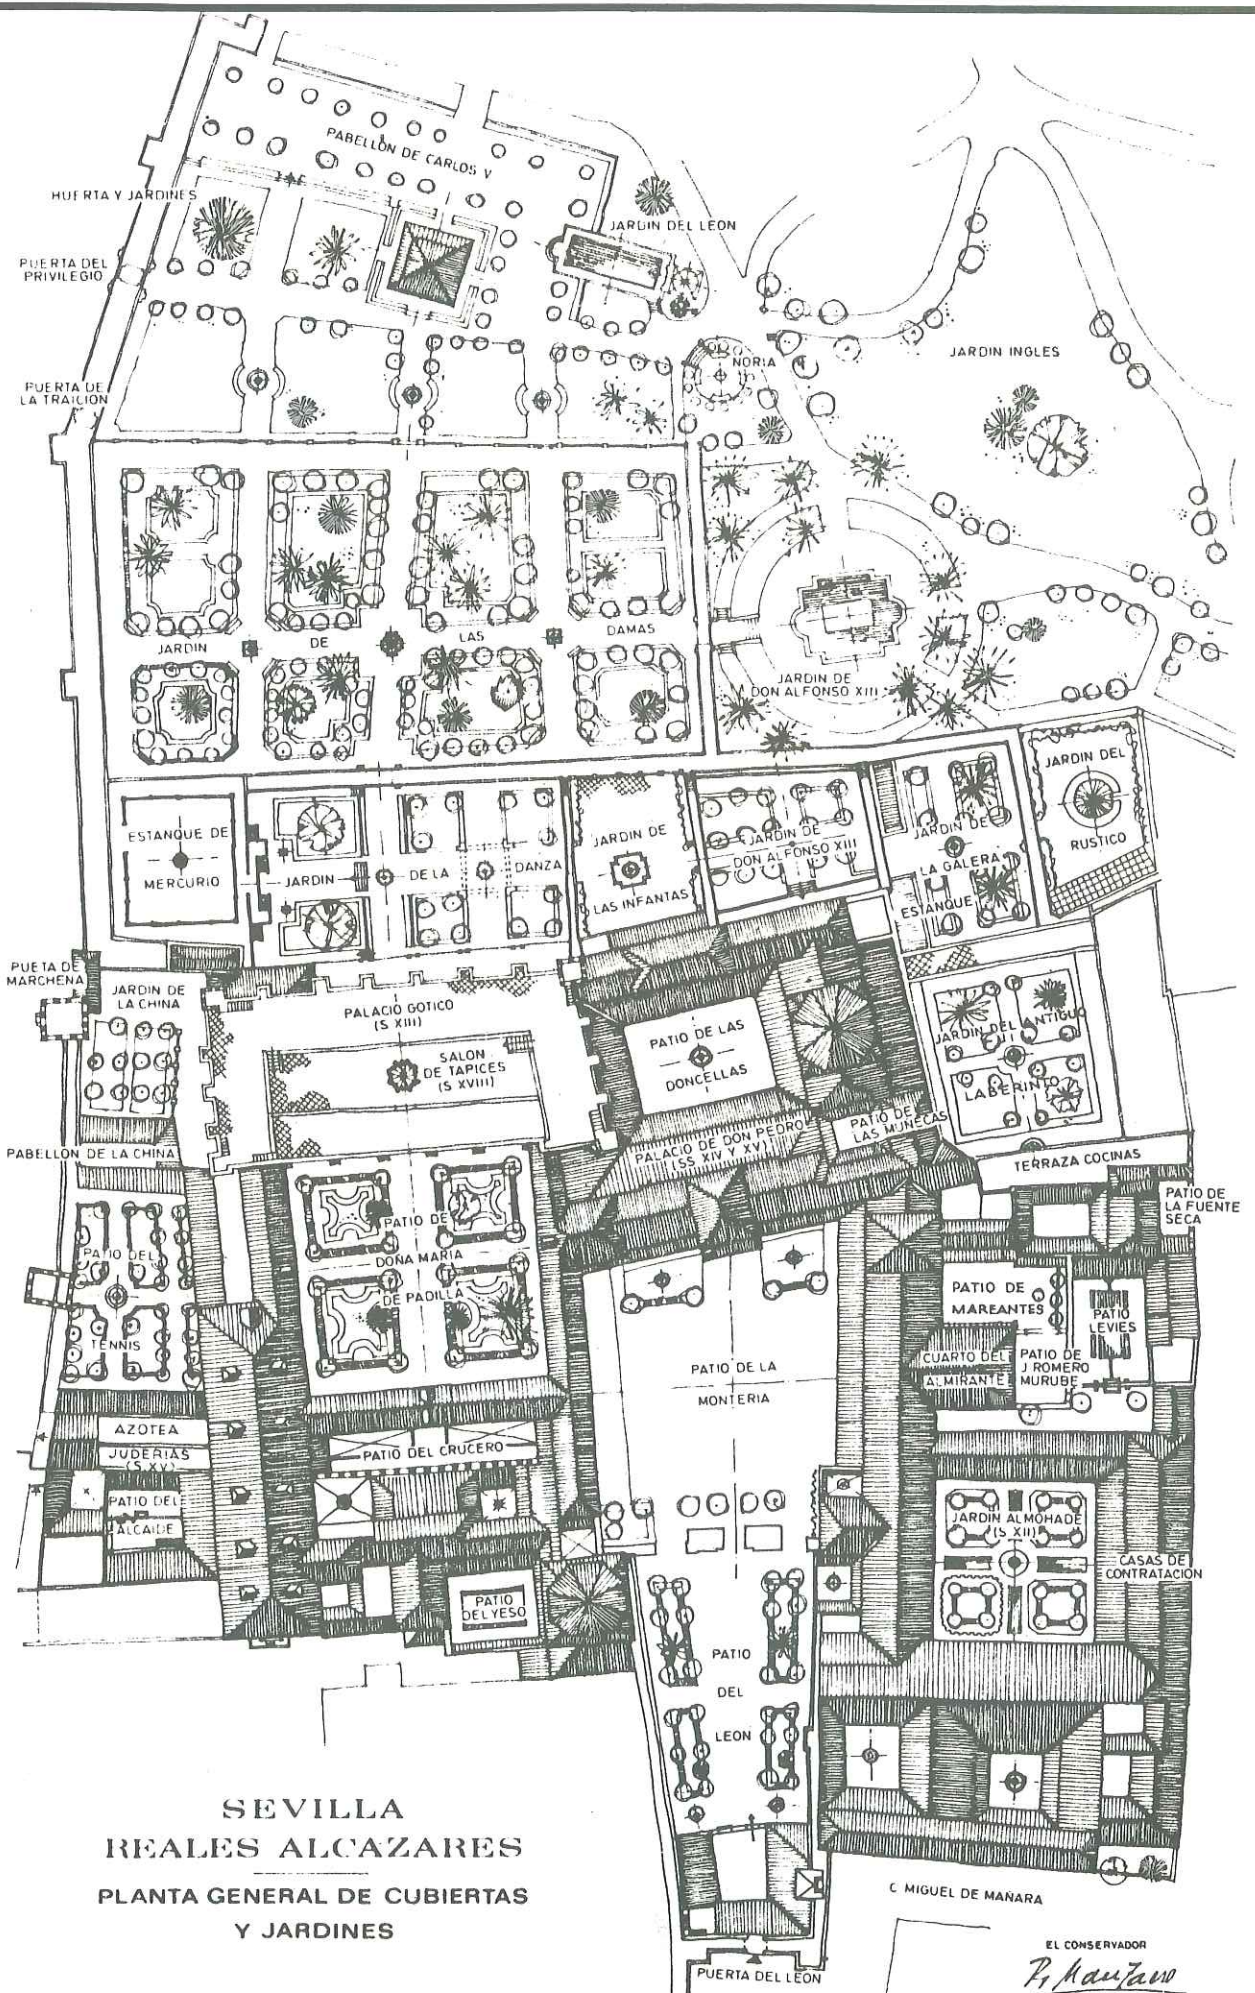 PABELLON DE CARLOS V
HUERTA Y JARDINES
JARDIN DEL LEON
PUERTA DEL
PRIVILEGIO
NORIA
JARDIN INGLES
PUERTA DE
LA TRAICION
JARDIN
DE
LAS
DAMAS
JARDIN DE
DON ALFONSO XIII
JARDIN DEL
RUSTICO
ESTANQUE DE
MERCURIO
JARDIN
DE LA
DANZA
JARDIN DE
LAS INFANTAS
JARDIN DE
DON ALFONSO XIII
JARDIN DE
LA GALERA
ESTANQUE
PUETA DE
MARCHENA
JARDIN DE
LA CHINA
PALACIO GOTICO
(S XIII)
SALON
DE TAPICES
(S XVIII)
PATIO DE LAS
DONCELLAS
JARDIN DEL ANTIGUO
LABERINTO
PATIO DE
LAS MUÑECAS
PALACIO DE DON PEDRO
(SS XIV Y XV)
PABELLON DE LA CHINA
TERRAZA COCINAS
PATIO DE
LA FUENTE
SECA
PATIO DE
DOÑA MARIA
DE PADILLA
PATIO DEL
TENNIS
PATIO DE
MAREANTES
PATIO
LEVIES
CUARTO DEL
ALMIRANTE
PATIO DE
J ROMERO
MURUBE
PATIO DE LA
MONTERIA
AZOTEA
JUDERIAS
(S. XV)
PATIO DEL CRUCERO
PATIO DEL
ALCAIDE
JARDIN ALMOHADE
(S XII)
CASAS DE
CONTRATACION
PATIO
DEL YESO
PATIO
DEL
LEON
SEVILLA
REALES ALCAZARES
PLANTA GENERAL DE CUBIERTAS
Y JARDINES
C MIGUEL DE MAÑARA
PUERTA DEL LEON
EL CONSERVADOR
R. Manzano